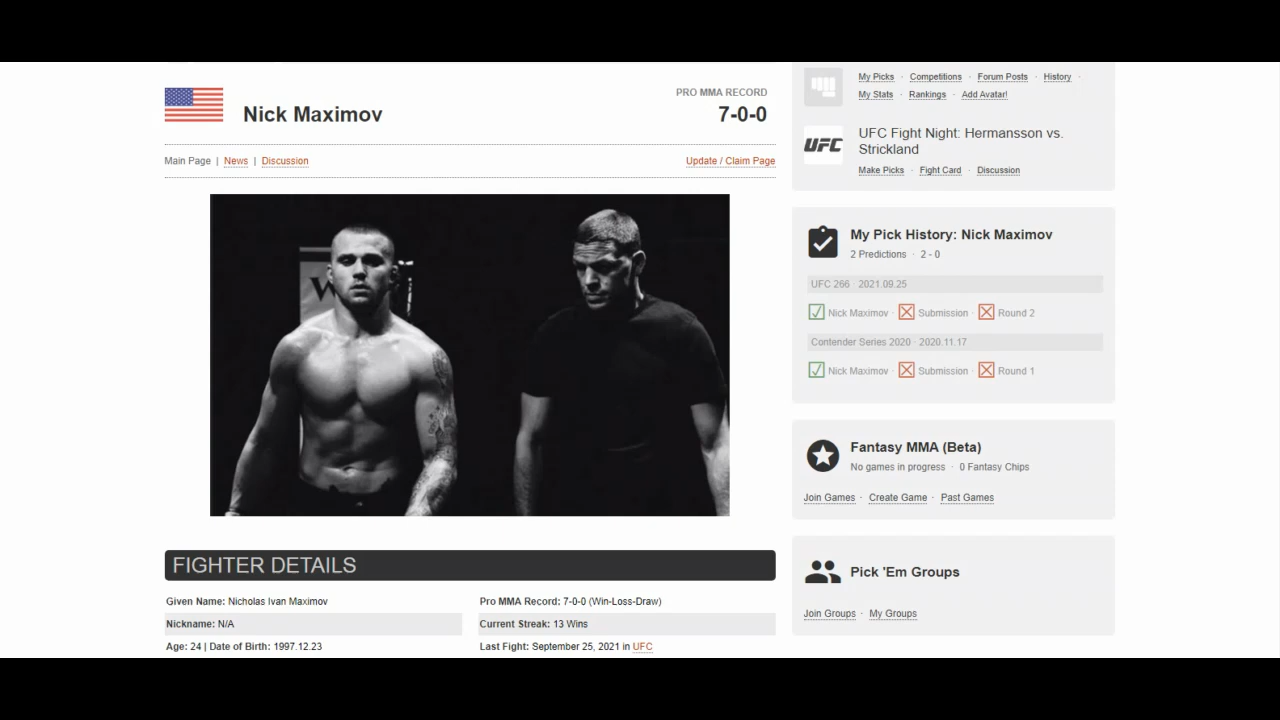 Nick Maximov
PRO MMA RECORD
7-0-0
Main Page | News | Discussion
Update / Claim Page
FIGHTER DETAILS
Given Name: Nicholas Ivan Maximov
Pro MMA Record: 7-0-0 (Win-Loss-Draw)
Nickname: N/A
Current Streak: 13 Wins
Age: 24 | Date of Birth: 1997.12.23
Last Fight: September 25, 2021 in UFC
My Picks · Competitions · Forum Posts · History ·
My Stats · Rankings · Add Avatar!
UFC
UFC Fight Night: Hermansson vs.
Strickland
Make Picks · Fight Card · Discussion
My Pick History: Nick Maximov
2 Predictions · 2 - 0
UFC 266 · 2021.09.25
Nick Maximov · Submission · Round 2
Contender Series 2020 · 2020.11.17
Nick Maximov · Submission · Round 1
Fantasy MMA (Beta)
No games in progress · 0 Fantasy Chips
Join Games · Create Game · Past Games
Pick 'Em Groups
Join Groups · My Groups